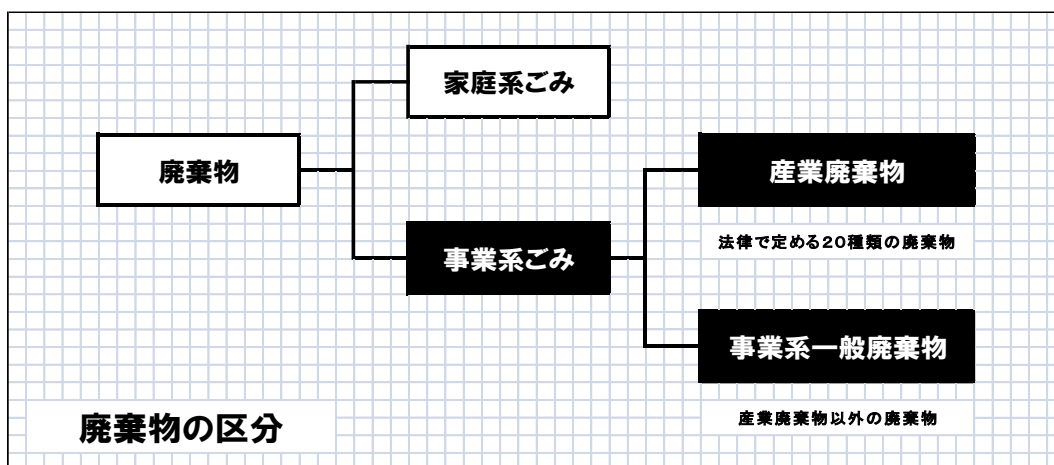 家庭系ごみ
廃棄物
産業廃棄物
法律で定める20種類の廃棄物
事業系ごみ
事業系一般廃棄物
産業廃棄物以外の廃棄物
廃棄物の区分